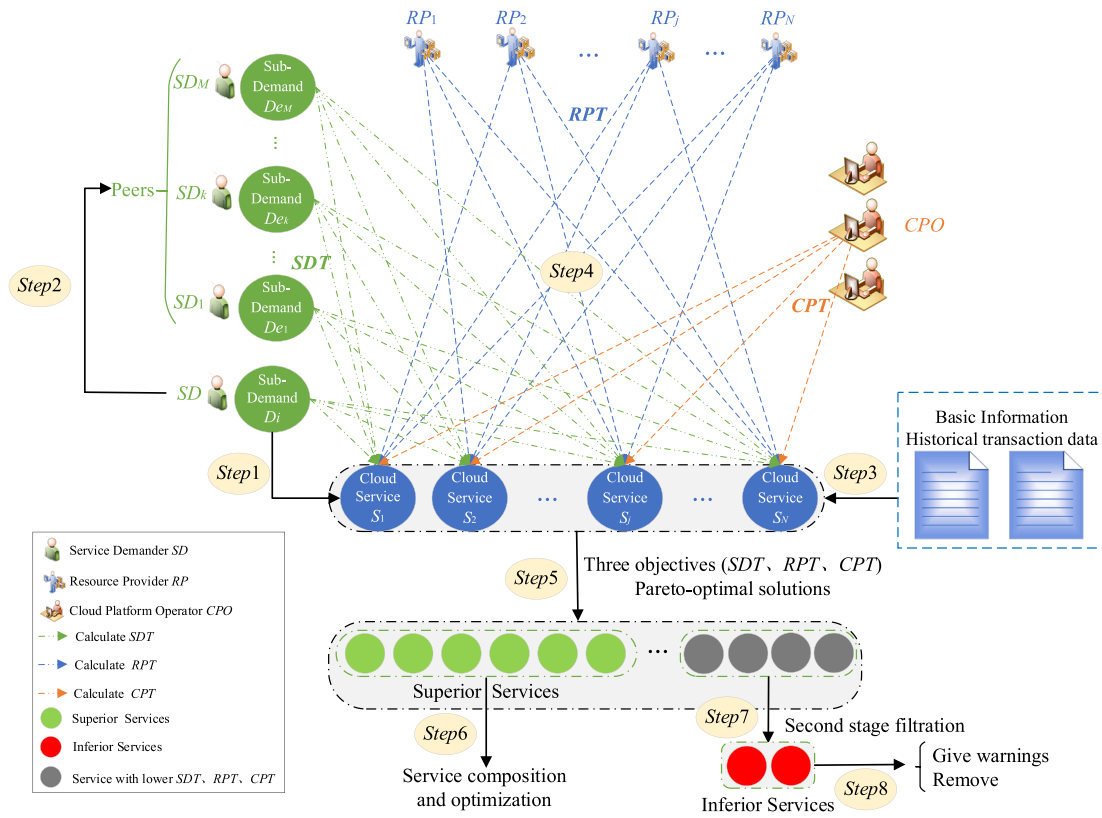 RP1
RP2
...
RPj
...
RPN
SDM
Sub-
Demand
DeM
...
RPT
Peers
SDk
Sub-
Demand
Dek
...
SDT
CPO
Step2
Step4
SD1
Sub-
Demand
De1
CPT
SD
Sub-
Demand
Di
Basic Information
Historical transaction data
Step1
Step3
Cloud
Service
S1
Cloud
Service
S2
...
Cloud
Service
Sj
...
Cloud
Service
SN
Service Demander SD
Resource Provider RP
Cloud Platform Operator CPO
Calculate SDT
Calculate RPT
Calculate CPT
Superior Services
Inferior Services
Service with lower SDT、RPT、CPT
Step5
Three objectives (SDT、RPT、CPT)
Pareto-optimal solutions
...
Superior Services
Step6
Step7
Second stage filtration
Service composition
and optimization
Inferior Services
Step8
Give warnings
Remove